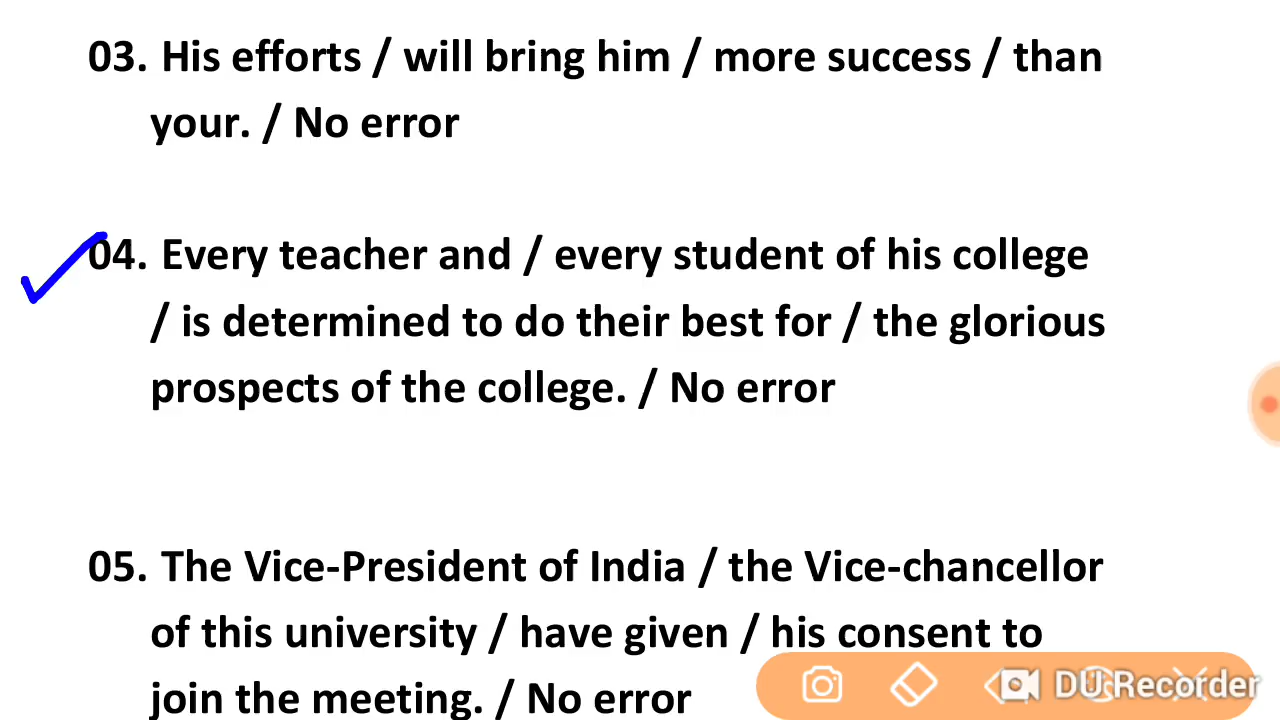 03. His efforts / will bring him / more success / than
your. / No error
04. Every teacher and / every student of his college
/ is determined to do their best for / the glorious
prospects of the college. / No error
05. The Vice-President of India / the Vice-chancellor
of this university / have given / his consent to
join the meeting. / No error
DU Recorder